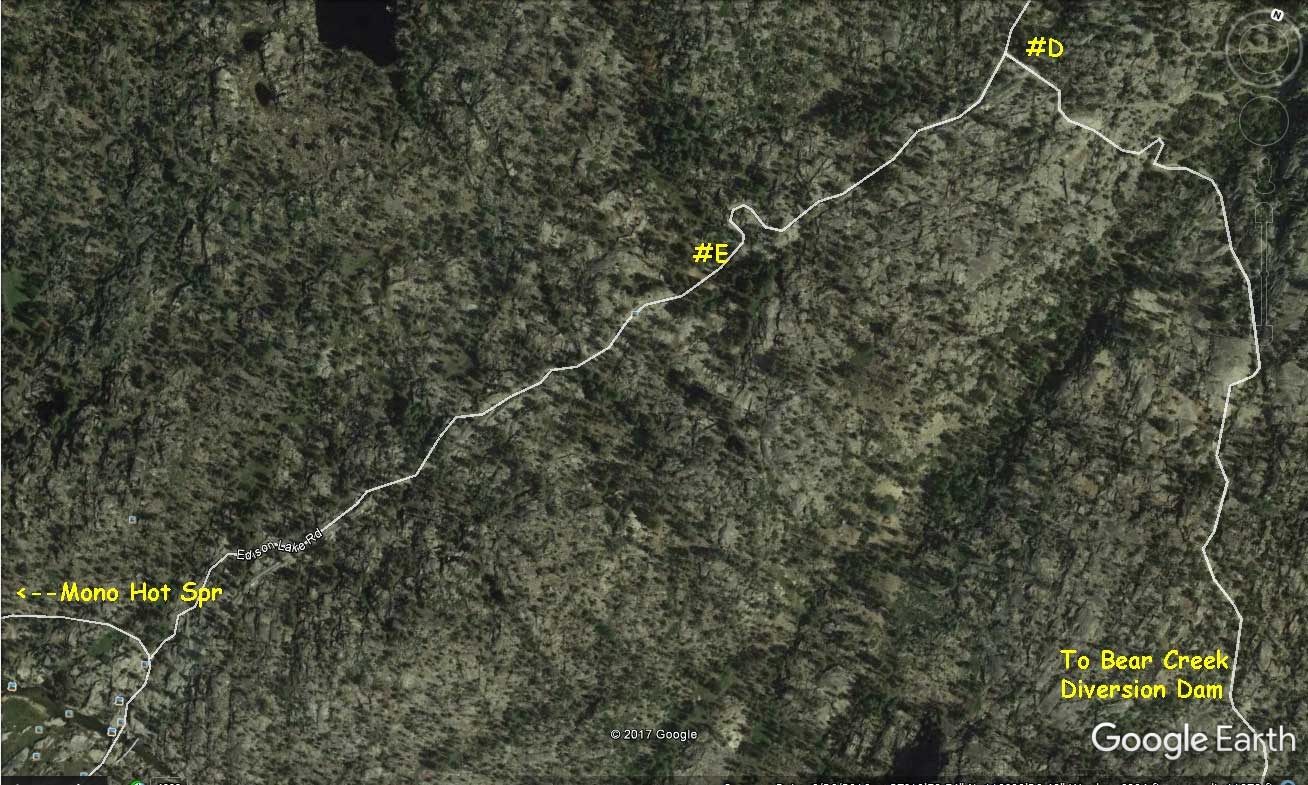 N
#D
#E
Edison Lake Rd
<--Mono Hot Spr
To Bear Creek
Diversion Dam
© 2017 Google
Google Earth